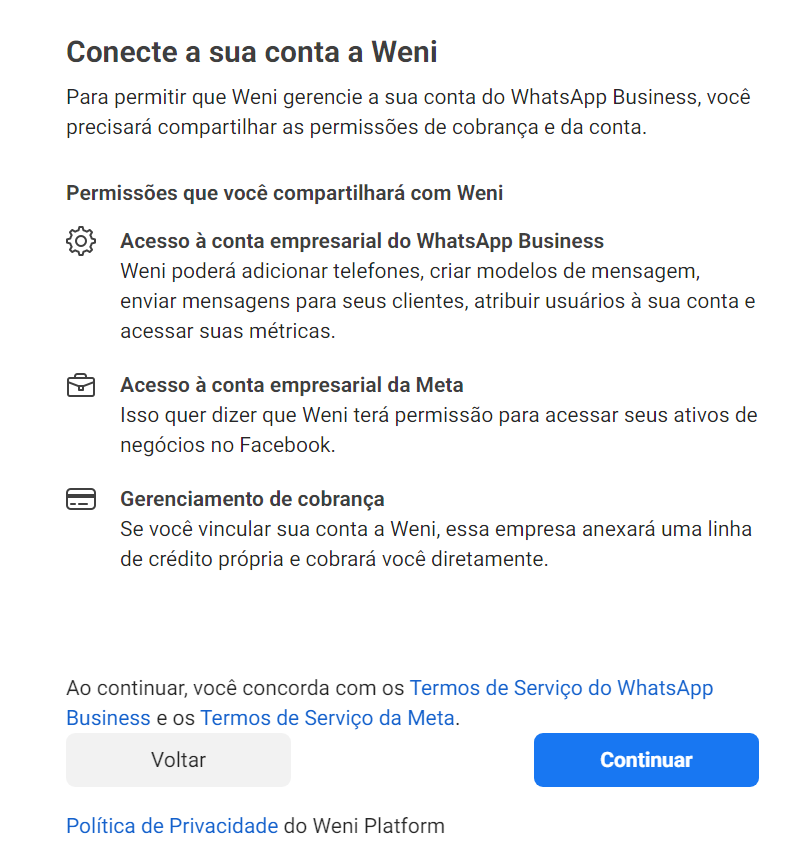 Conecte a sua conta a Weni
Para permitir que Weni gerencie a sua conta do WhatsApp Business, você
precisará compartilhar as permissões de cobrança e da conta.
Permissões que você compartilhará com Weni
Acesso à conta empresarial do WhatsApp Business
Weni poderá adicionar telefones, criar modelos de mensagem,
enviar mensagens para seus clientes, atribuir usuários à sua conta e
acessar suas métricas.
Acesso à conta empresarial da Meta
Isso quer dizer que Weni terá permissão para acessar seus ativos de
negócios no Facebook.
Gerenciamento de cobrança
Se você vincular sua conta a Weni, essa empresa anexará uma linha
de crédito própria e cobrará você diretamente.
Ao continuar, você concorda com os Termos de Serviço do WhatsApp
Business e os Termos de Serviço da Meta.
Voltar Continuar
Política de Privacidade do Weni Platform